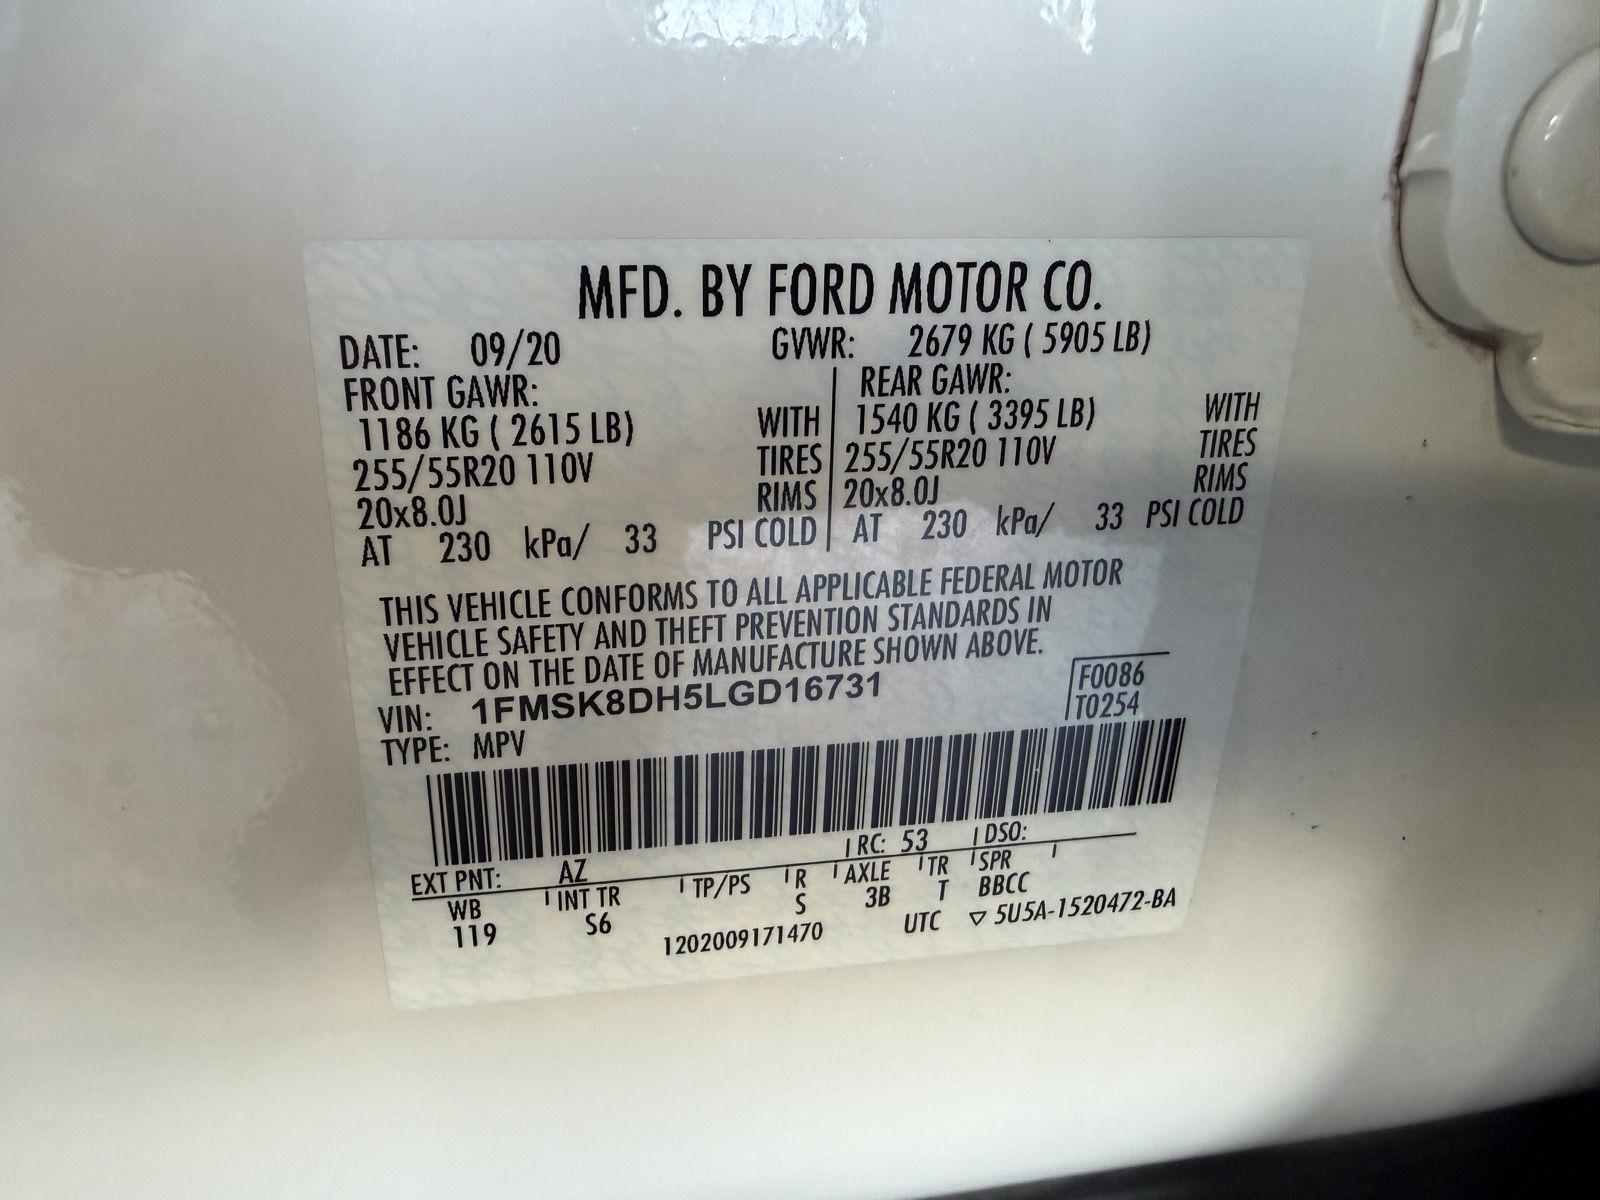 MFD. BY FORD MOTOR CO.
DATE: 09/20 GVWR: 2679 KG ( 5905 LB)
FRONT GAWR: REAR GAWR:
1186 KG ( 2615 LB) WITH 1540 KG ( 3395 LB) WITH
255/55R20 110V TIRES 255/55R20 110V TIRES
20x8.0J RIMS 20x8.0J RIMS
AT 230 kPa/ 33 PSI COLD AT 230 kPa/ 33 PSI COLD
THIS VEHICLE CONFORMS TO ALL APPLICABLE FEDERAL MOTOR
VEHICLE SAFETY AND THEFT PREVENTION STANDARDS IN
EFFECT ON THE DATE OF MANUFACTURE SHOWN ABOVE.
VIN: 1FMSK8DH5LGD16731 F0086
TYPE: MPV T0254
EXT PNT: AZ RC: 53 DSO:
WB INT TR TP/PS R AXLE TR SPR
119 S6 S 3B T BBCC
1202009171470 UTC ▽ 5U5A-1520472-BA